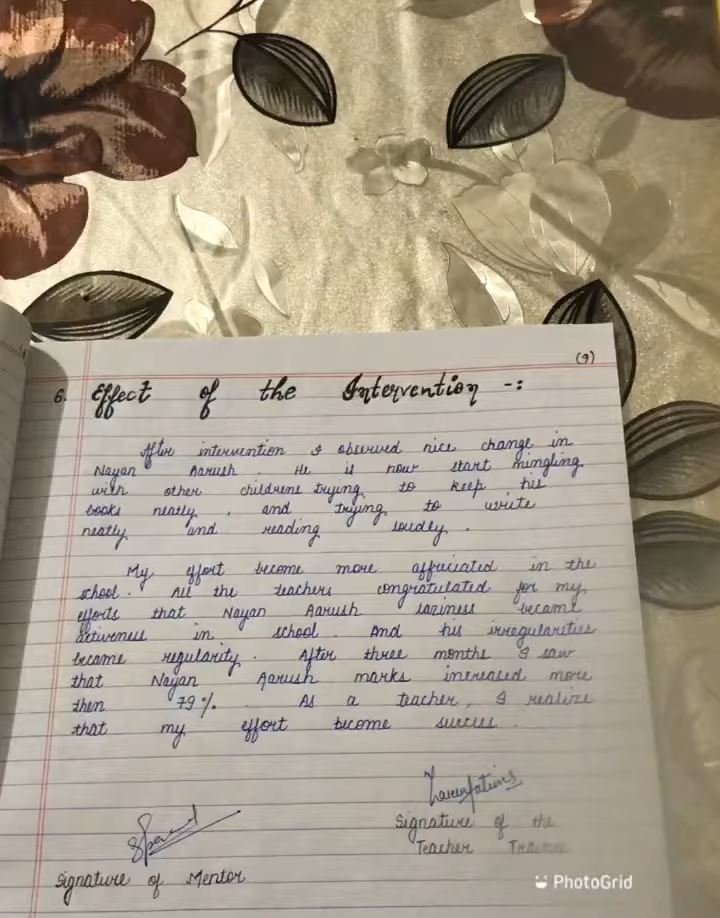 (9)
6. Effect of the Intervention -:
After intervention I observed nice change in
Nayan Aarush . He is now start mingling
with other childrens trying to keep his
books neatly , and trying to write
neatly and reading loudly .
My effort become more appreciated in the
school . All the teachers congratulated for my
efforts that Nayan Aarush laziness became
activeness in school . And his irregularities
became regularity . After three months I saw
that Nayan Aarush marks increased more
then 79% . As a teacher, I realize
that my effort become success .
Signature of the
Teacher Trainee
Signature of Mentor
PhotoGrid